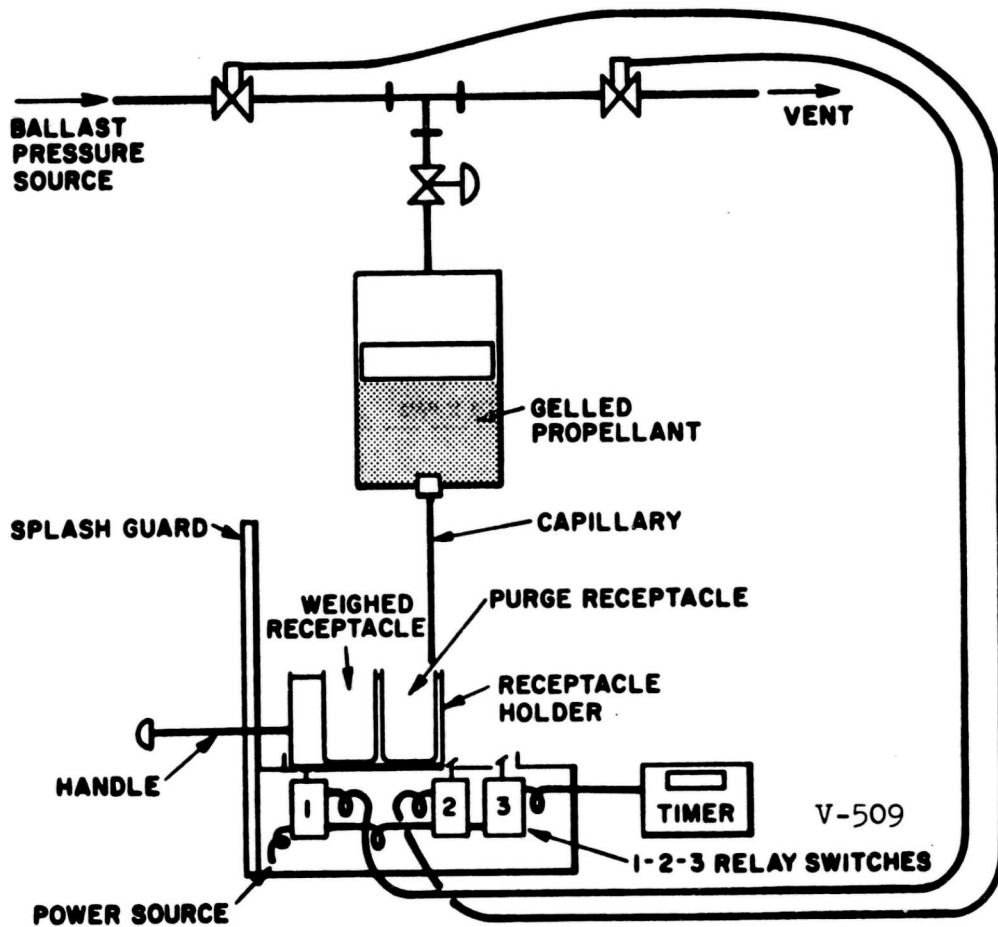 BALLAST
PRESSURE
SOURCE
VENT
GELLED
PROPELLANT
SPLASH GUARD
CAPILLARY
WEIGHED
RECEPTACLE
PURGE RECEPTACLE
RECEPTACLE
HOLDER
HANDLE
1
2
3
TIMER
V-509
1-2-3 RELAY SWITCHES
POWER SOURCE